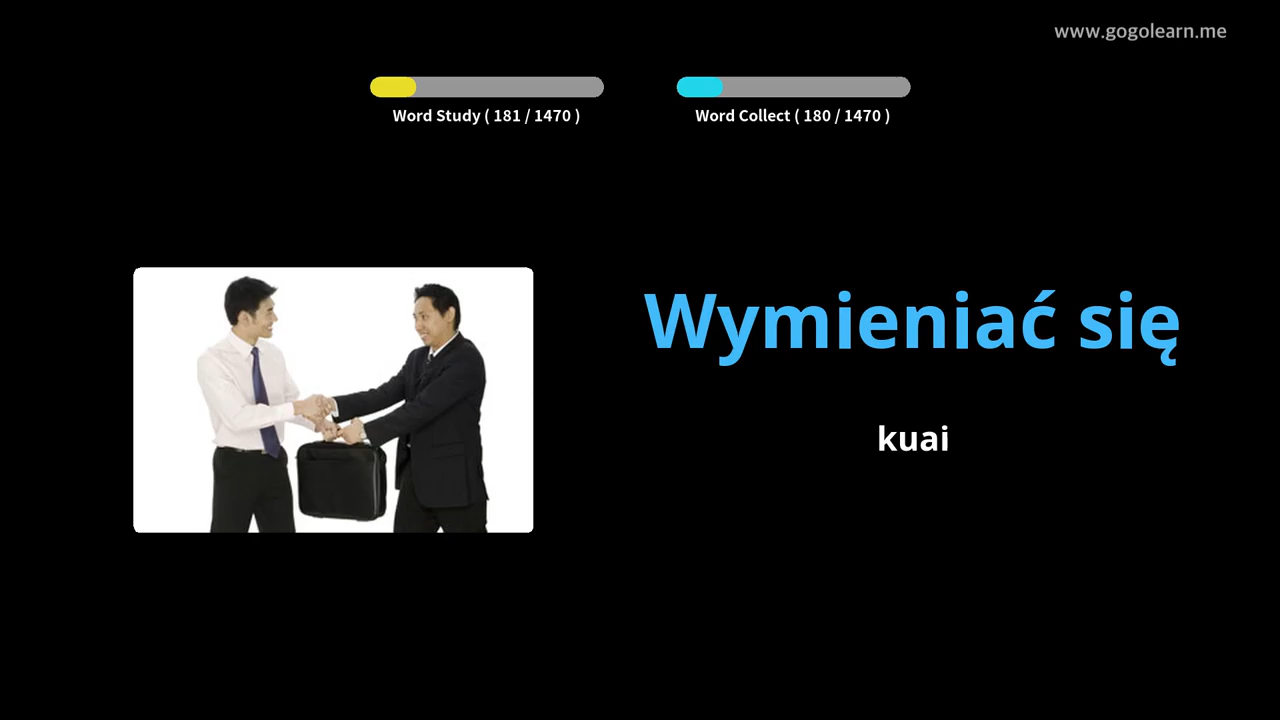 www.gogolearn.me
Word Study ( 181 / 1470 )
Word Collect ( 180 / 1470 )
Wymieniać się
kuai